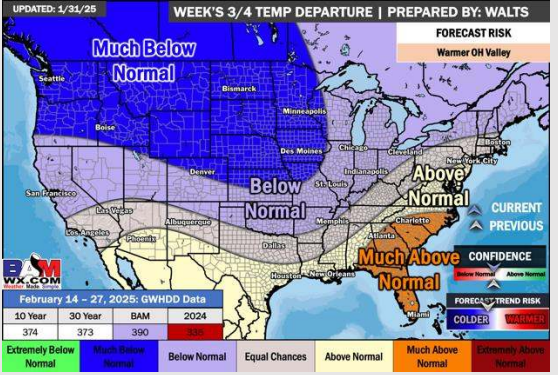 UPDATED: 1/31/25
WEEK'S 3/4 TEMP DEPARTURE | PREPARED BY: WALTS
FORECAST RISK
Warmer OH Valley
Much Below
Normal
Seattle
Bismarck
Minneapolis
Boise
Boston
Des Moines
Chicago
Cleveland
New York City
Denver
Indianapolis
Below
Normal
St. Louis
Above
Normal
San Francisco
Las Vegas
CURRENT
PREVIOUS
Albuquerque
Memphis
Charlotte
Los Angeles
Phoenix
Dallas
Atlanta
Much Above
Normal
CONFIDENCE
Below Normal
Above Normal
Houston
New Orleans
BAM
WX.COM
Weather. Made. Simple.
FORECAST TREND RISK
COLDER
WARMER
Miami
February 14 – 27, 2025: GWHDD Data
10 Year 30 Year BAM 2024
374 373 390 335
Extremely Below Normal
Much Below Normal
Below Normal
Equal Chances
Above Normal
Much Above Normal
Extremely Above Normal